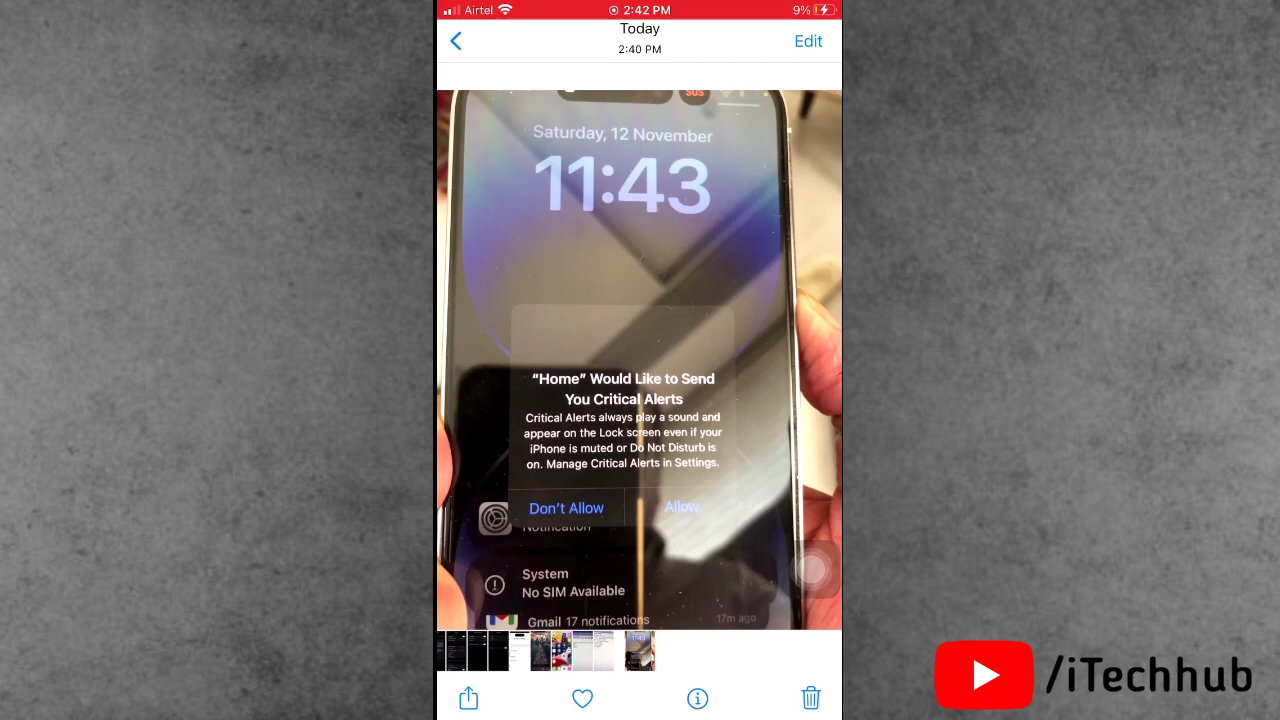 Airtel 2:42 PM 9%
Today
2:40 PM
Edit
SOS
Saturday, 12 November
11:43
“Home” Would Like to Send
You Critical Alerts
Critical Alerts always play a sound and
appear on the Lock screen even if your
iPhone is muted or Do Not Disturb is
on. Manage Critical Alerts in Settings.
Don’t Allow Allow
Notification
System
No SIM Available
Gmail 17 notifications 17m ago
/iTechhub